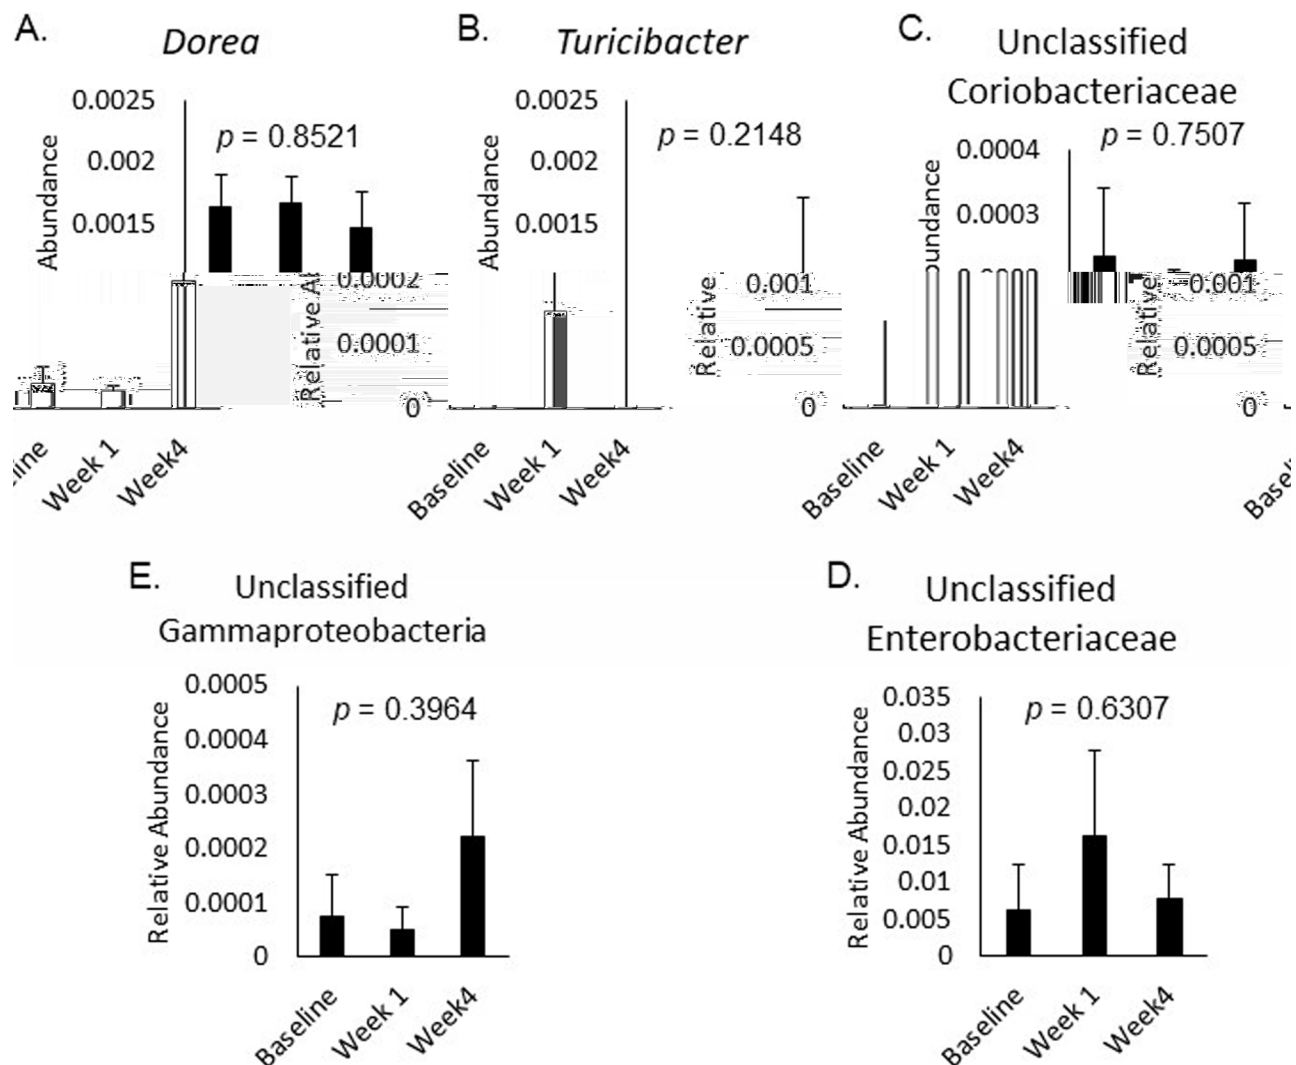 A.
Dorea
B.
Turicibacter
C.
Unclassified
Coriobacteriaceae
0.0025
p = 0.8521
0.002
0.0015
Abundance
0.0025
p = 0.2148
0.002
0.0015
Abundance
0.0004
p = 0.7507
0.0003
0.0002
Relative
0.0001
0
0.001
Relative
0.0005
0
0.001
Relative
0.0005
0
Week 1
Week4
Baseline
Week 1
Week4
Baseline
Week 1
Week4
E.
Unclassified
Gammaproteobacteria
0.0005
p = 0.3964
0.0004
0.0003
0.0002
0.0001
0
Relative Abundance
Baseline
Week 1
Week4
D.
Unclassified
Enterobacteriaceae
0.035
p = 0.6307
0.03
0.025
0.02
0.015
0.01
0.005
0
Relative Abundance
Baseline
Week 1
Week4